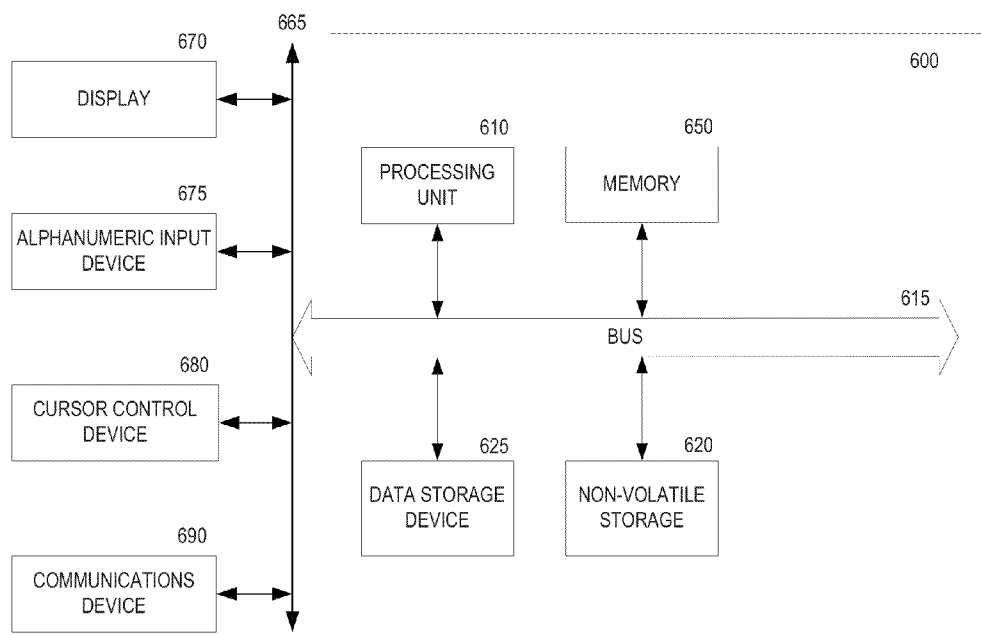 665
670
600
DISPLAY
610
650
PROCESSING
UNIT
MEMORY
675
ALPHANUMERIC INPUT
DEVICE
615
BUS
680
CURSOR CONTROL
DEVICE
625
620
DATA STORAGE
DEVICE
NON-VOLATILE
STORAGE
690
COMMUNICATIONS
DEVICE